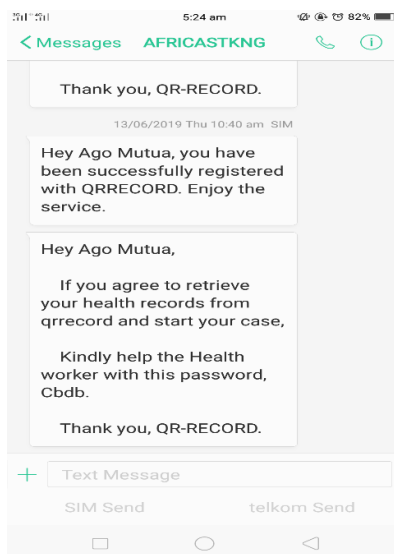 5:24 am 82%
Messages AFRICASTKNG
Thank you, QR-RECORD.
13/06/2019 Thu 10:40 am SIM
Hey Ago Mutua, you have
been successfully registered
with QRRECORD. Enjoy the
service.
Hey Ago Mutua,
If you agree to retrieve
your health records from
qrrecord and start your case,
Kindly help the Health
worker with this password,
Cbdb.
Thank you, QR-RECORD.
Text Message
SIM Send telkom Send